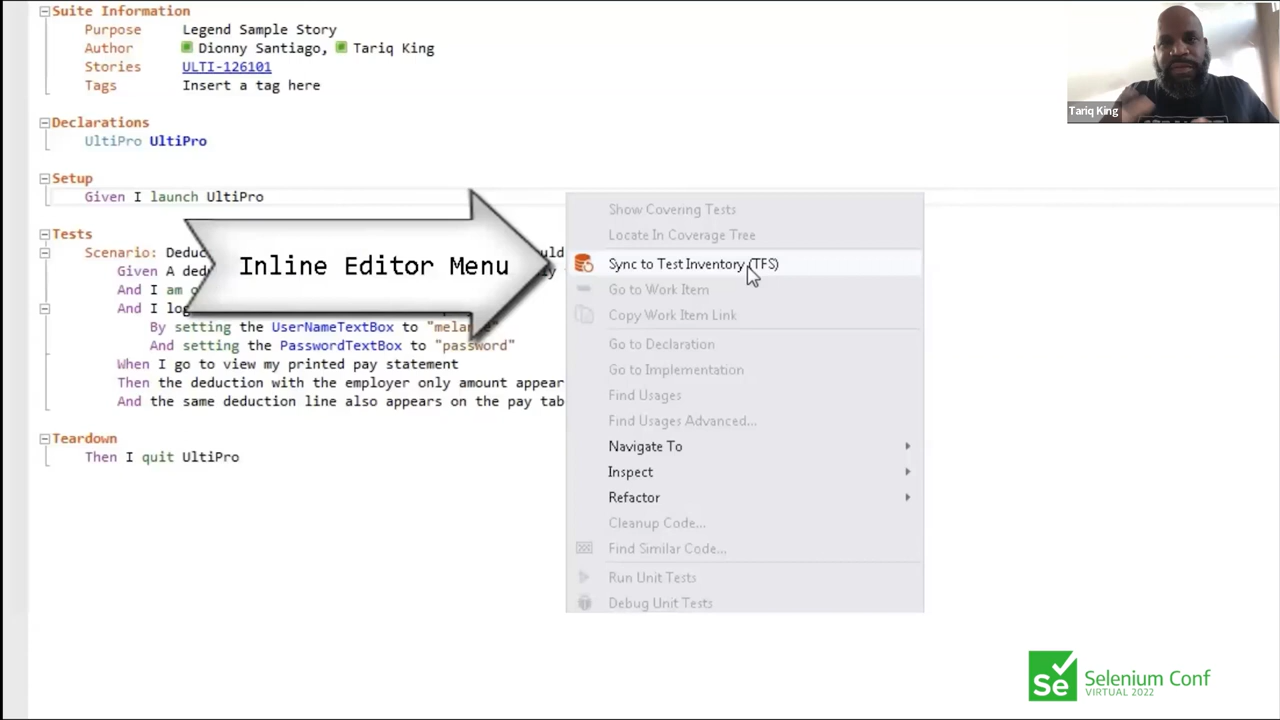 Suite Information
Purpose Legend Sample Story
Author Dionny Santiago, Tariq King
Stories ULTI-126101
Tags Insert a tag here
Declarations
UltiPro UltiPro
Setup
Given I launch UltiPro
Tests
Scenario: Deduc
Given A dedu
And I am
And I log
By setting the UserNameTextBox to "melan
And setting the PasswordTextBox to "password"
When I go to view my printed pay statement
Then the deduction with the employer only amount appear
And the same deduction line also appears on the pay tab
Teardown
Then I quit UltiPro
Inline Editor Menu
Show Covering Tests
Locate In Coverage Tree
Sync to Test Inventory (TFS)
Go to Work Item
Copy Work Item Link
Go to Declaration
Go to Implementation
Find Usages
Find Usages Advanced...
Navigate To
Inspect
Refactor
Cleanup Code...
Find Similar Code...
Run Unit Tests
Debug Unit Tests
Tariq King
Se Selenium Conf
VIRTUAL 2022